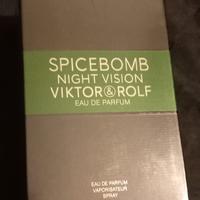 SPICEBOMB
NIGHT VISION
VIKTOR&ROLF
EAU DE PARFUM
EAU DE PARFUM
VAPORISATEUR
SPRAY